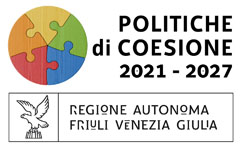 POLITICHE
di COESIONE
2021 - 2027
REGIONE AUTONOMA
FRIULI VENEZIA GIULIA